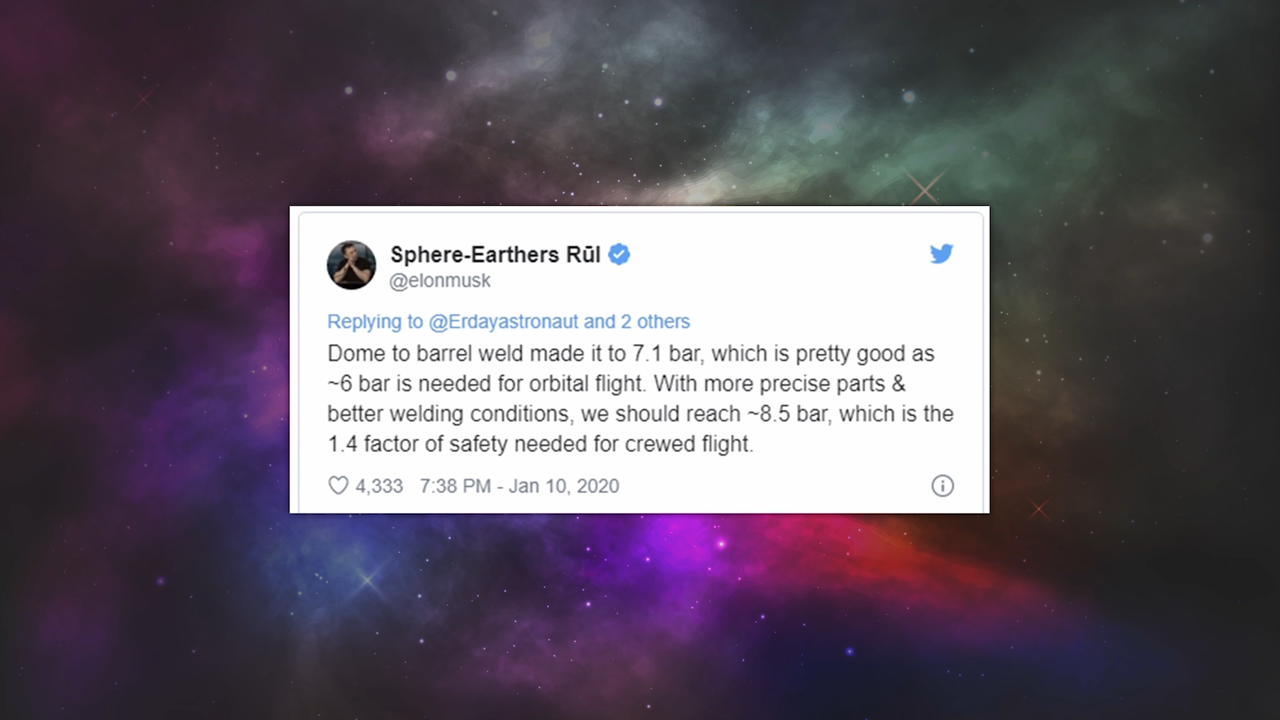 Sphere-Earthers Rūl
@elonmusk
Replying to @Erdayastronaut and 2 others
Dome to barrel weld made it to 7.1 bar, which is pretty good as
~6 bar is needed for orbital flight. With more precise parts &
better welding conditions, we should reach ~8.5 bar, which is the
1.4 factor of safety needed for crewed flight.
4,333 7:38 PM - Jan 10, 2020